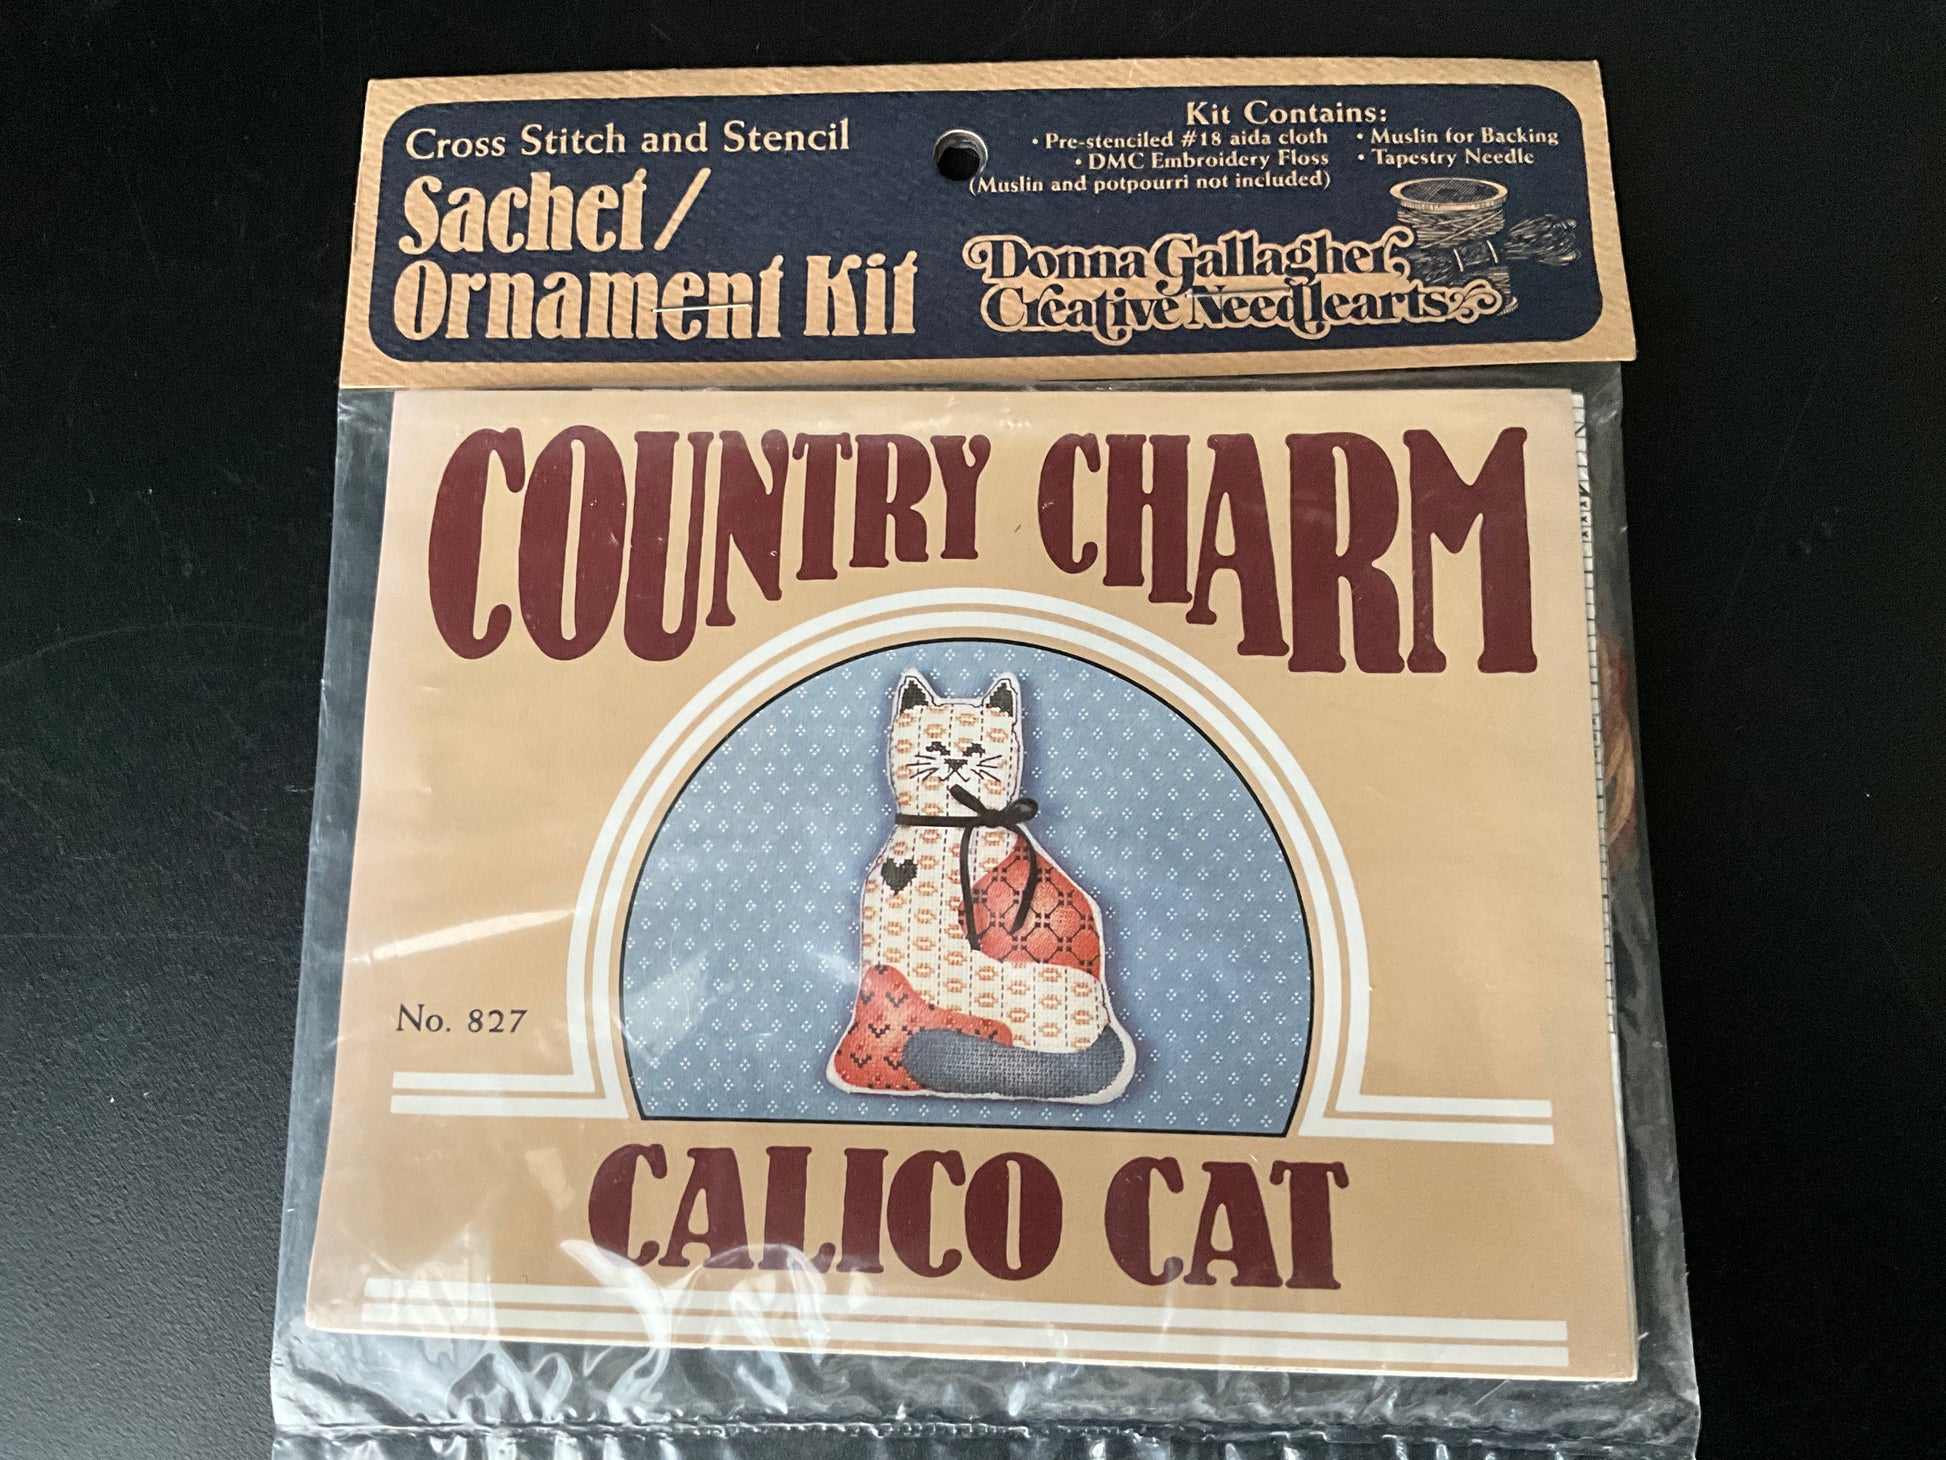 Cross Stitch and Stencil
Sachet/
Ornament Kit
Kit Contains:
• Pre-stenciled #18 aida cloth • Muslin for Backing
• DMC Embroidery Floss • Tapestry Needle
(Muslin and potpourri not included)
Donna Gallagher
Creative Needlearts
COUNTRY CHARM
No. 827
CALICO CAT